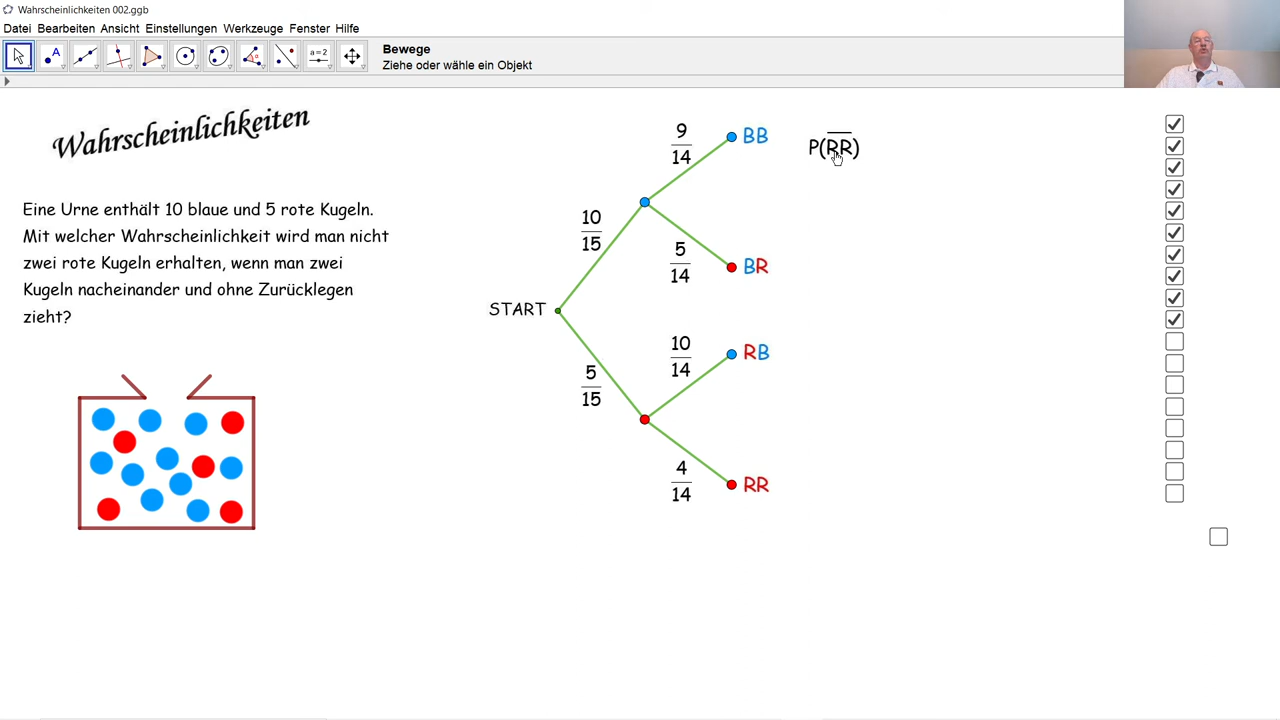 Wahrscheinlichkeiten 002.ggb
Datei Bearbeiten Ansicht Einstellungen Werkzeuge Fenster Hilfe
A
a=2
Bewege
Ziehe oder wähle ein Objekt
Wahrscheinlichkeiten
Eine Urne enthält 10 blaue und 5 rote Kugeln.
Mit welcher Wahrscheinlichkeit wird man nicht
zwei rote Kugeln erhalten, wenn man zwei
Kugeln nacheinander und ohne Zurücklegen
zieht?
START
10/15
5/15
9/14
BB
5/14
BR
10/14
RB
4/14
RR
P(R̅R̅)